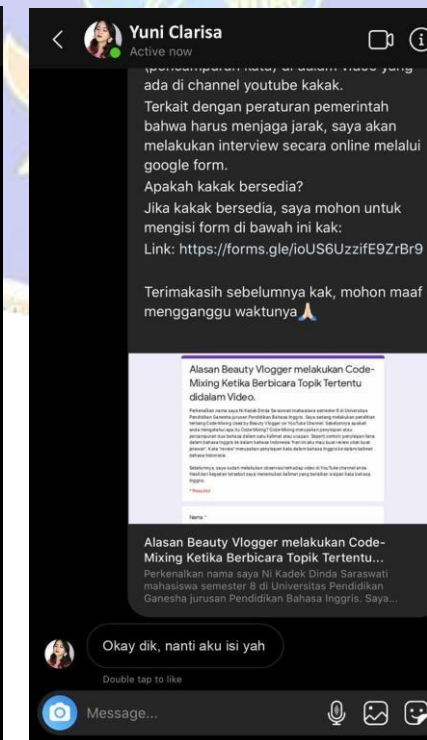 Yuni Clarisa
Active now
ada di channel youtube kakak.
Terkait dengan peraturan pemerintah
bahwa harus menjaga jarak, saya akan
melakukan interview secara online melalui
google form.
Apakah kakak bersedia?
Jika kakak bersedia, saya mohon untuk
mengisi form di bawah ini kak:
Link: https://forms.gle/ioUS6UzzifE9ZrBr9
Terimakasih sebelumnya kak, mohon maaf
mengganggu waktunya🙏🏻
Alasan Beauty Vlogger melakukan Code-
Mixing Ketika Berbicara Topik Tertentu
didalam Video.
* Required
Nama *
Alasan Beauty Vlogger melakukan Code-
Mixing Ketika Berbicara Topik Tertentu...
Perkenalkan nama saya Ni Kadek Dinda Saraswati
mahasiswa semester 8 di Universitas Pendidikan
Ganesha jurusan Pendidikan Bahasa Inggris. Saya...
Okay dik, nanti aku isi yah
Double tap to like
Message...